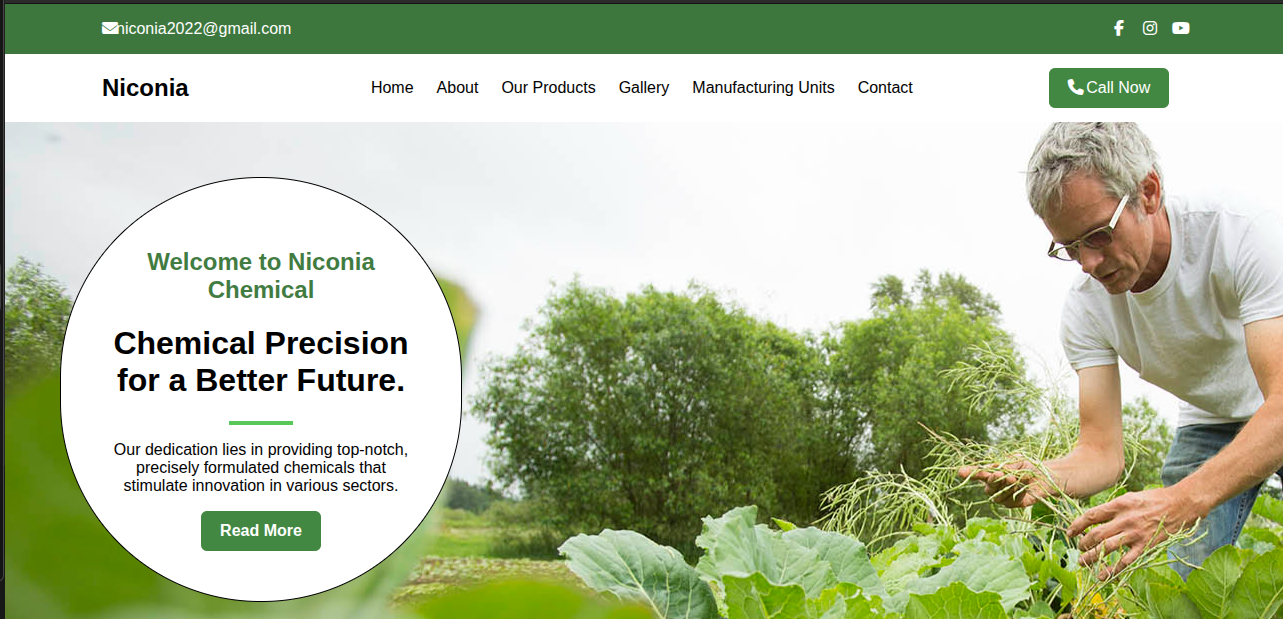 niconia2022@gmail.com
Niconia
Home About Our Products Gallery Manufacturing Units Contact
Call Now
Welcome to Niconia
Chemical
Chemical Precision
for a Better Future.
Our dedication lies in providing top-notch,
precisely formulated chemicals that
stimulate innovation in various sectors.
Read More